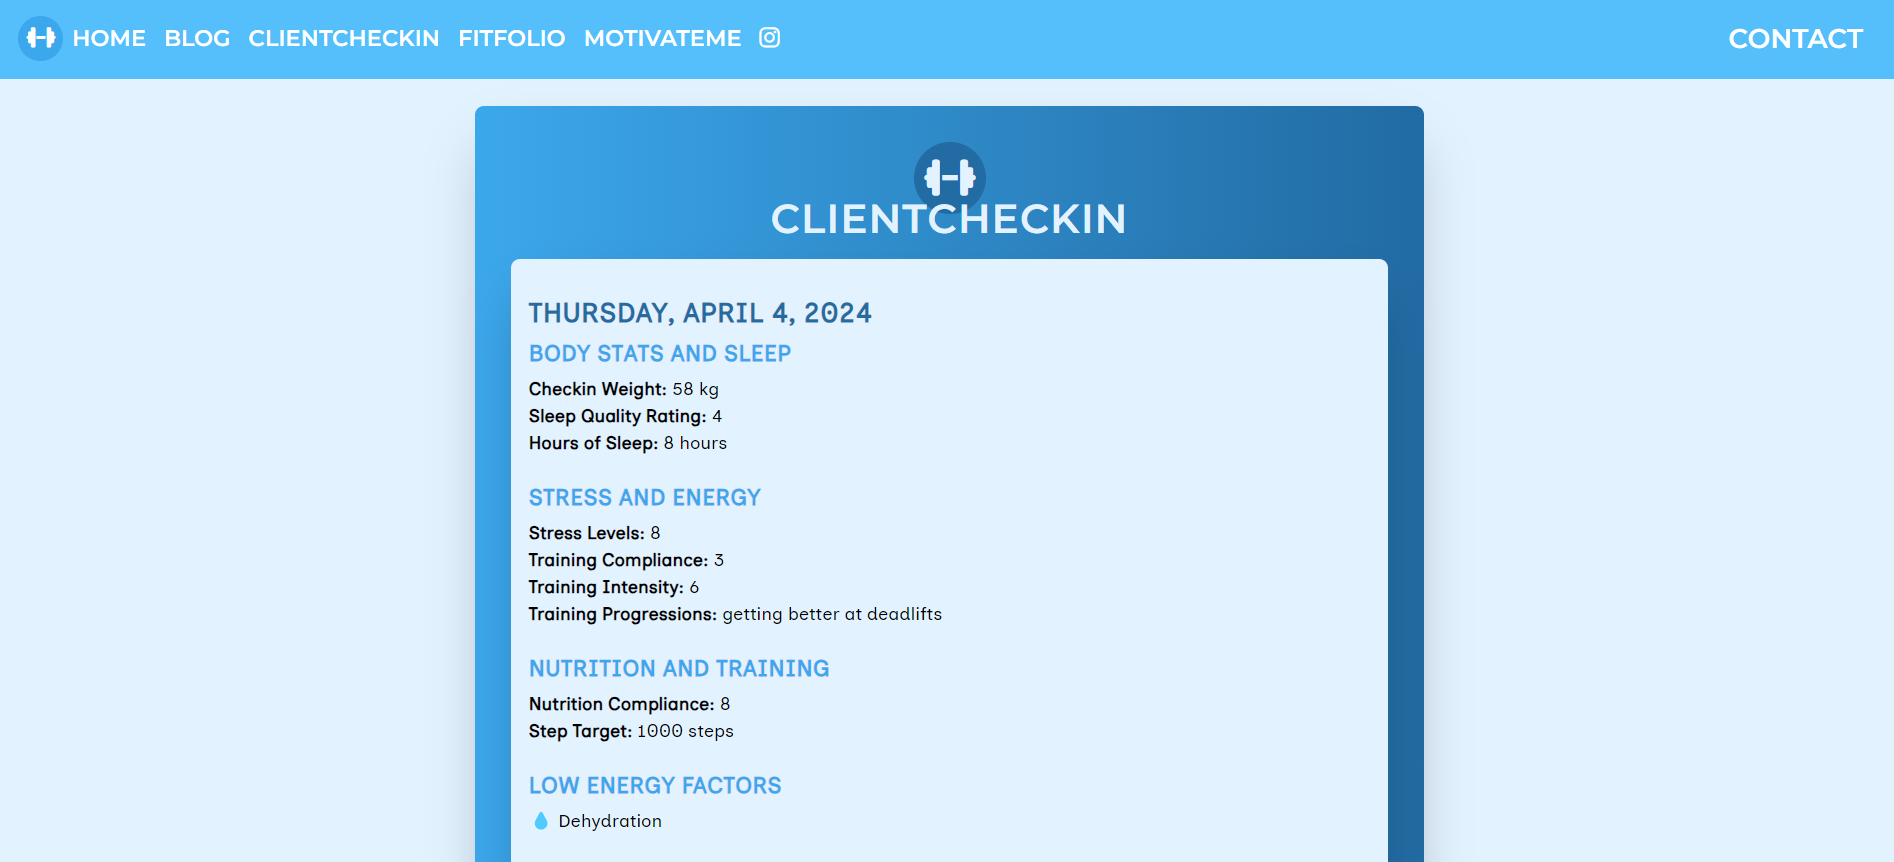 HOME BLOG CLIENTCHECKIN FITFOLIO MOTIVATEME CONTACT
CLIENTCHECKIN
THURSDAY, APRIL 4, 2024
BODY STATS AND SLEEP
Checkin Weight: 58 kg
Sleep Quality Rating: 4
Hours of Sleep: 8 hours
STRESS AND ENERGY
Stress Levels: 8
Training Compliance: 3
Training Intensity: 6
Training Progressions: getting better at deadlifts
NUTRITION AND TRAINING
Nutrition Compliance: 8
Step Target: 1000 steps
LOW ENERGY FACTORS
Dehydration